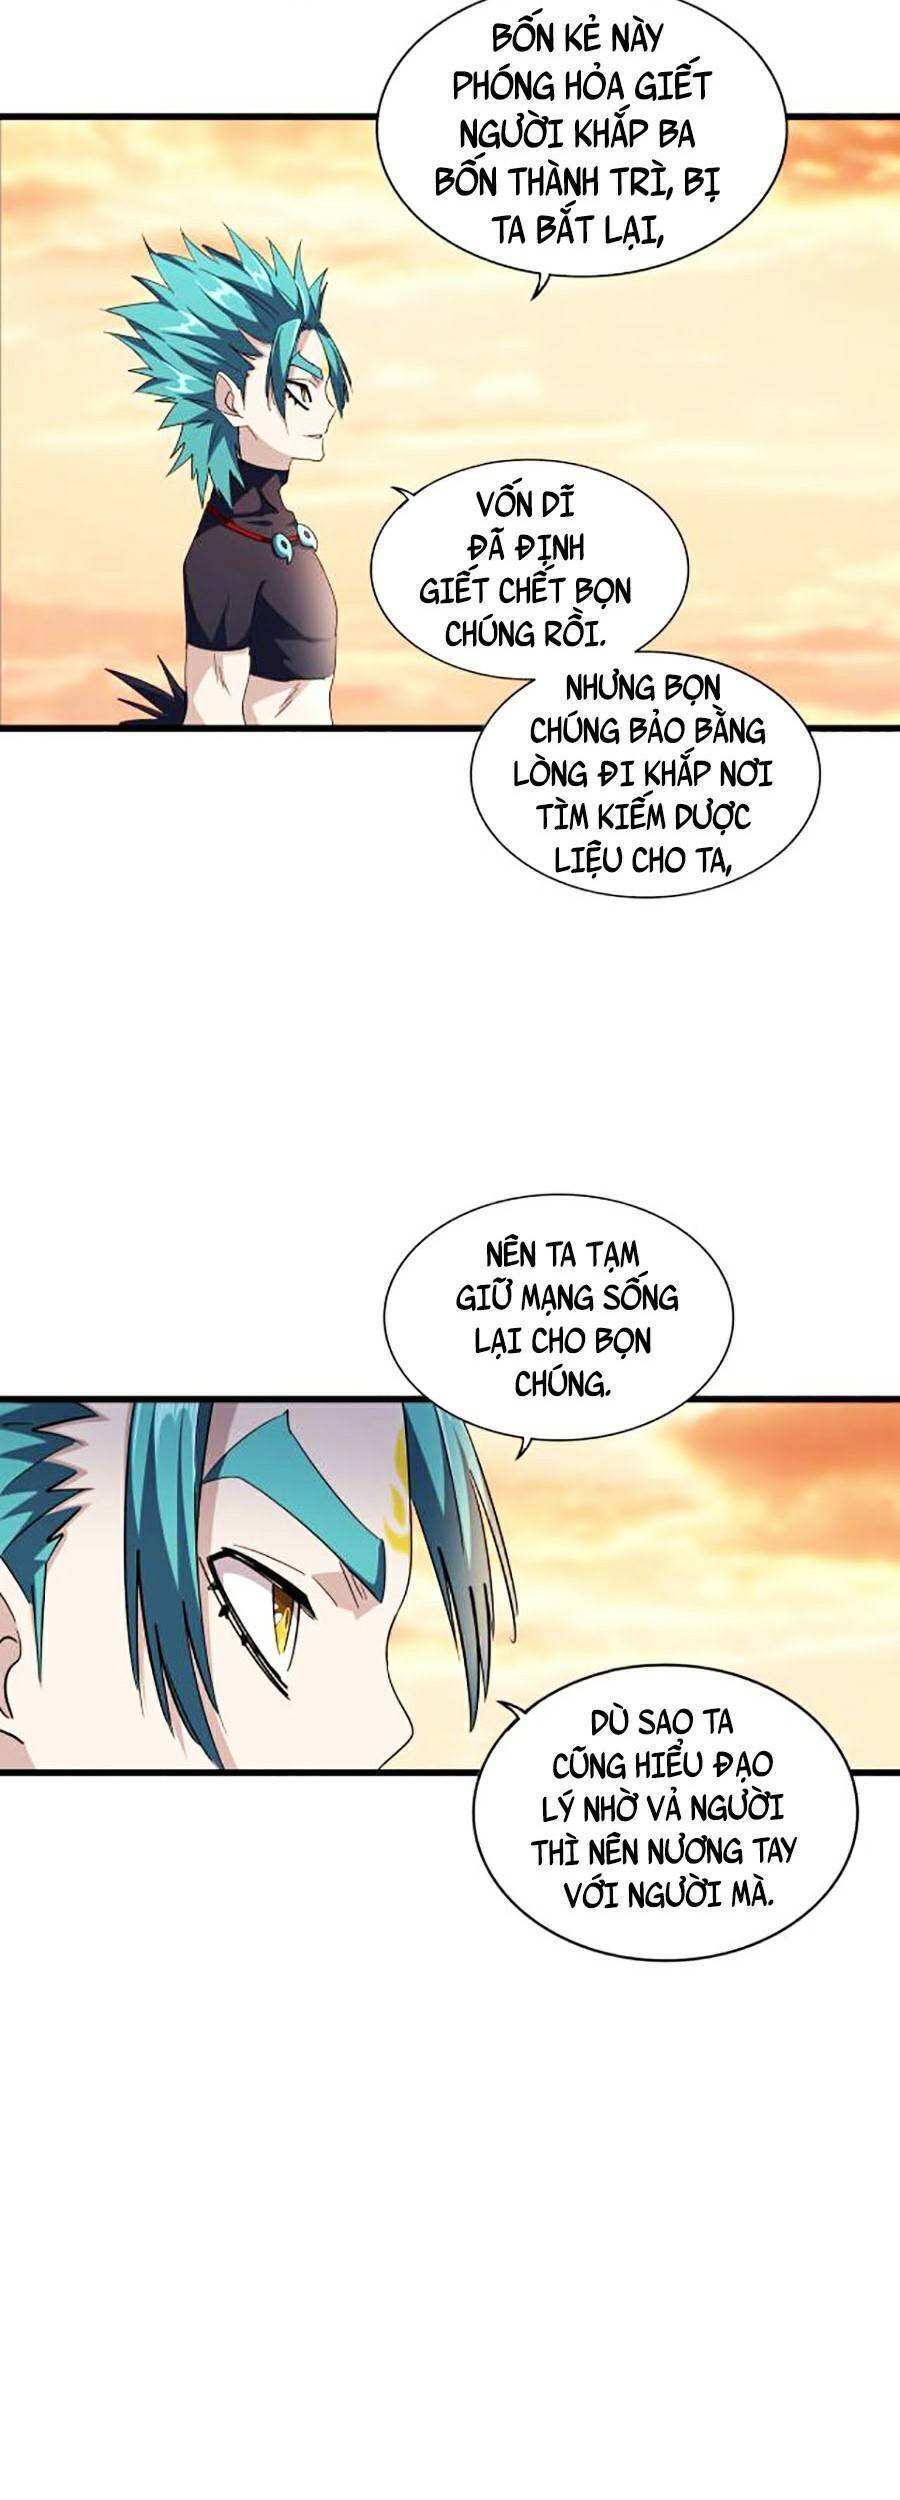 BỐN KẺ NÀY
PHÓNG HỎA GIẾT
NGƯỜI KHẮP BA
BỐN THÀNH TRÌ, BỊ
TA BẮT LẠI,
VỐN DĨ
ĐÃ ĐỊNH
GIẾT CHẾT BỌN
CHÚNG RỒI.
NHƯNG BỌN
CHÚNG BẢO BẰNG
LÒNG ĐI KHẮP NƠI
TÌM KIẾM DƯỢC
LIỆU CHO TA,
NÊN TA TẠM
GIỮ MẠNG SỐNG
LẠI CHO BỌN
CHÚNG.
DÙ SAO TA
CŨNG HIỂU ĐẠO
LÝ NHỜ VẢ NGƯỜI
THÌ NÊN NƯƠNG TAY
VỚI NGƯỜI MÀ.